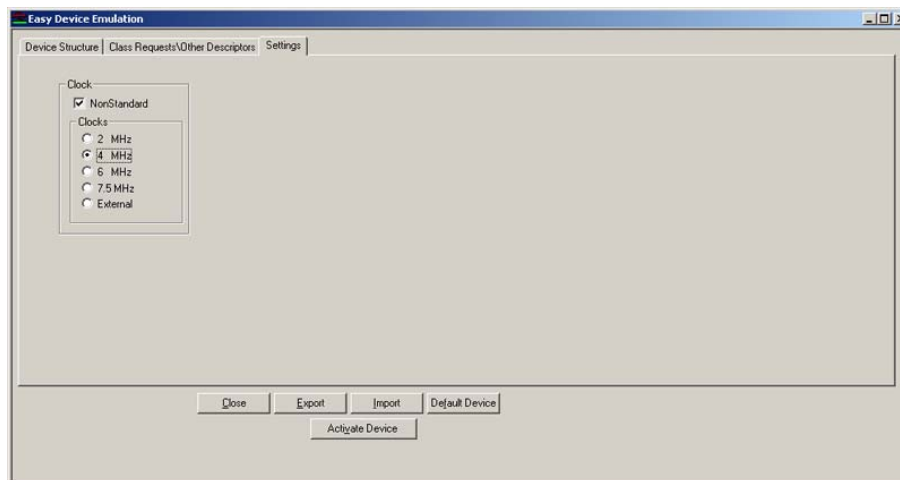 Easy Device Emulation
Device Structure
Class Requests\Other Descriptors
Settings
Clock
NonStandard
Clocks
2 MHz
4 MHz
6 MHz
7.5 MHz
External
Close
Export
Import
Default Device
Activate Device